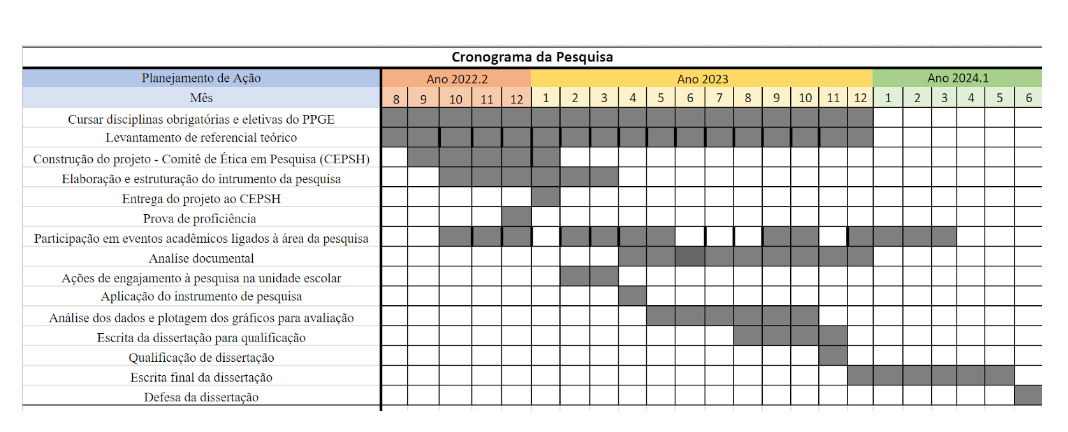 Cronograma da Pesquisa
Planejamento de Ação Ano 2022.2 Ano 2023 Ano 2024.1
Mês 8 9 10 11 12 1 2 3 4 5 6 7 8 9 10 11 12 1 2 3 4 5 6
Cursar disciplinas obrigatórias e eletivas do PPGE
Levantamento de referencial teórico
Construção do projeto - Comitê de Ética em Pesquisa (CEPSH)
Elaboração e estruturação do intrumento da pesquisa
Entrega do projeto ao CEPSH
Prova de proficiência
Participação em eventos acadêmicos ligados à área da pesquisa
Analíse documental
Ações de engajamento à pesquisa na unidade escolar
Aplicação do instrumento de pesquisa
Análise dos dados e plotagem dos gráficos para avaliação
Escrita da dissertação para qualificação
Qualificação de dissertação
Escrita final da dissertação
Defesa da dissertação